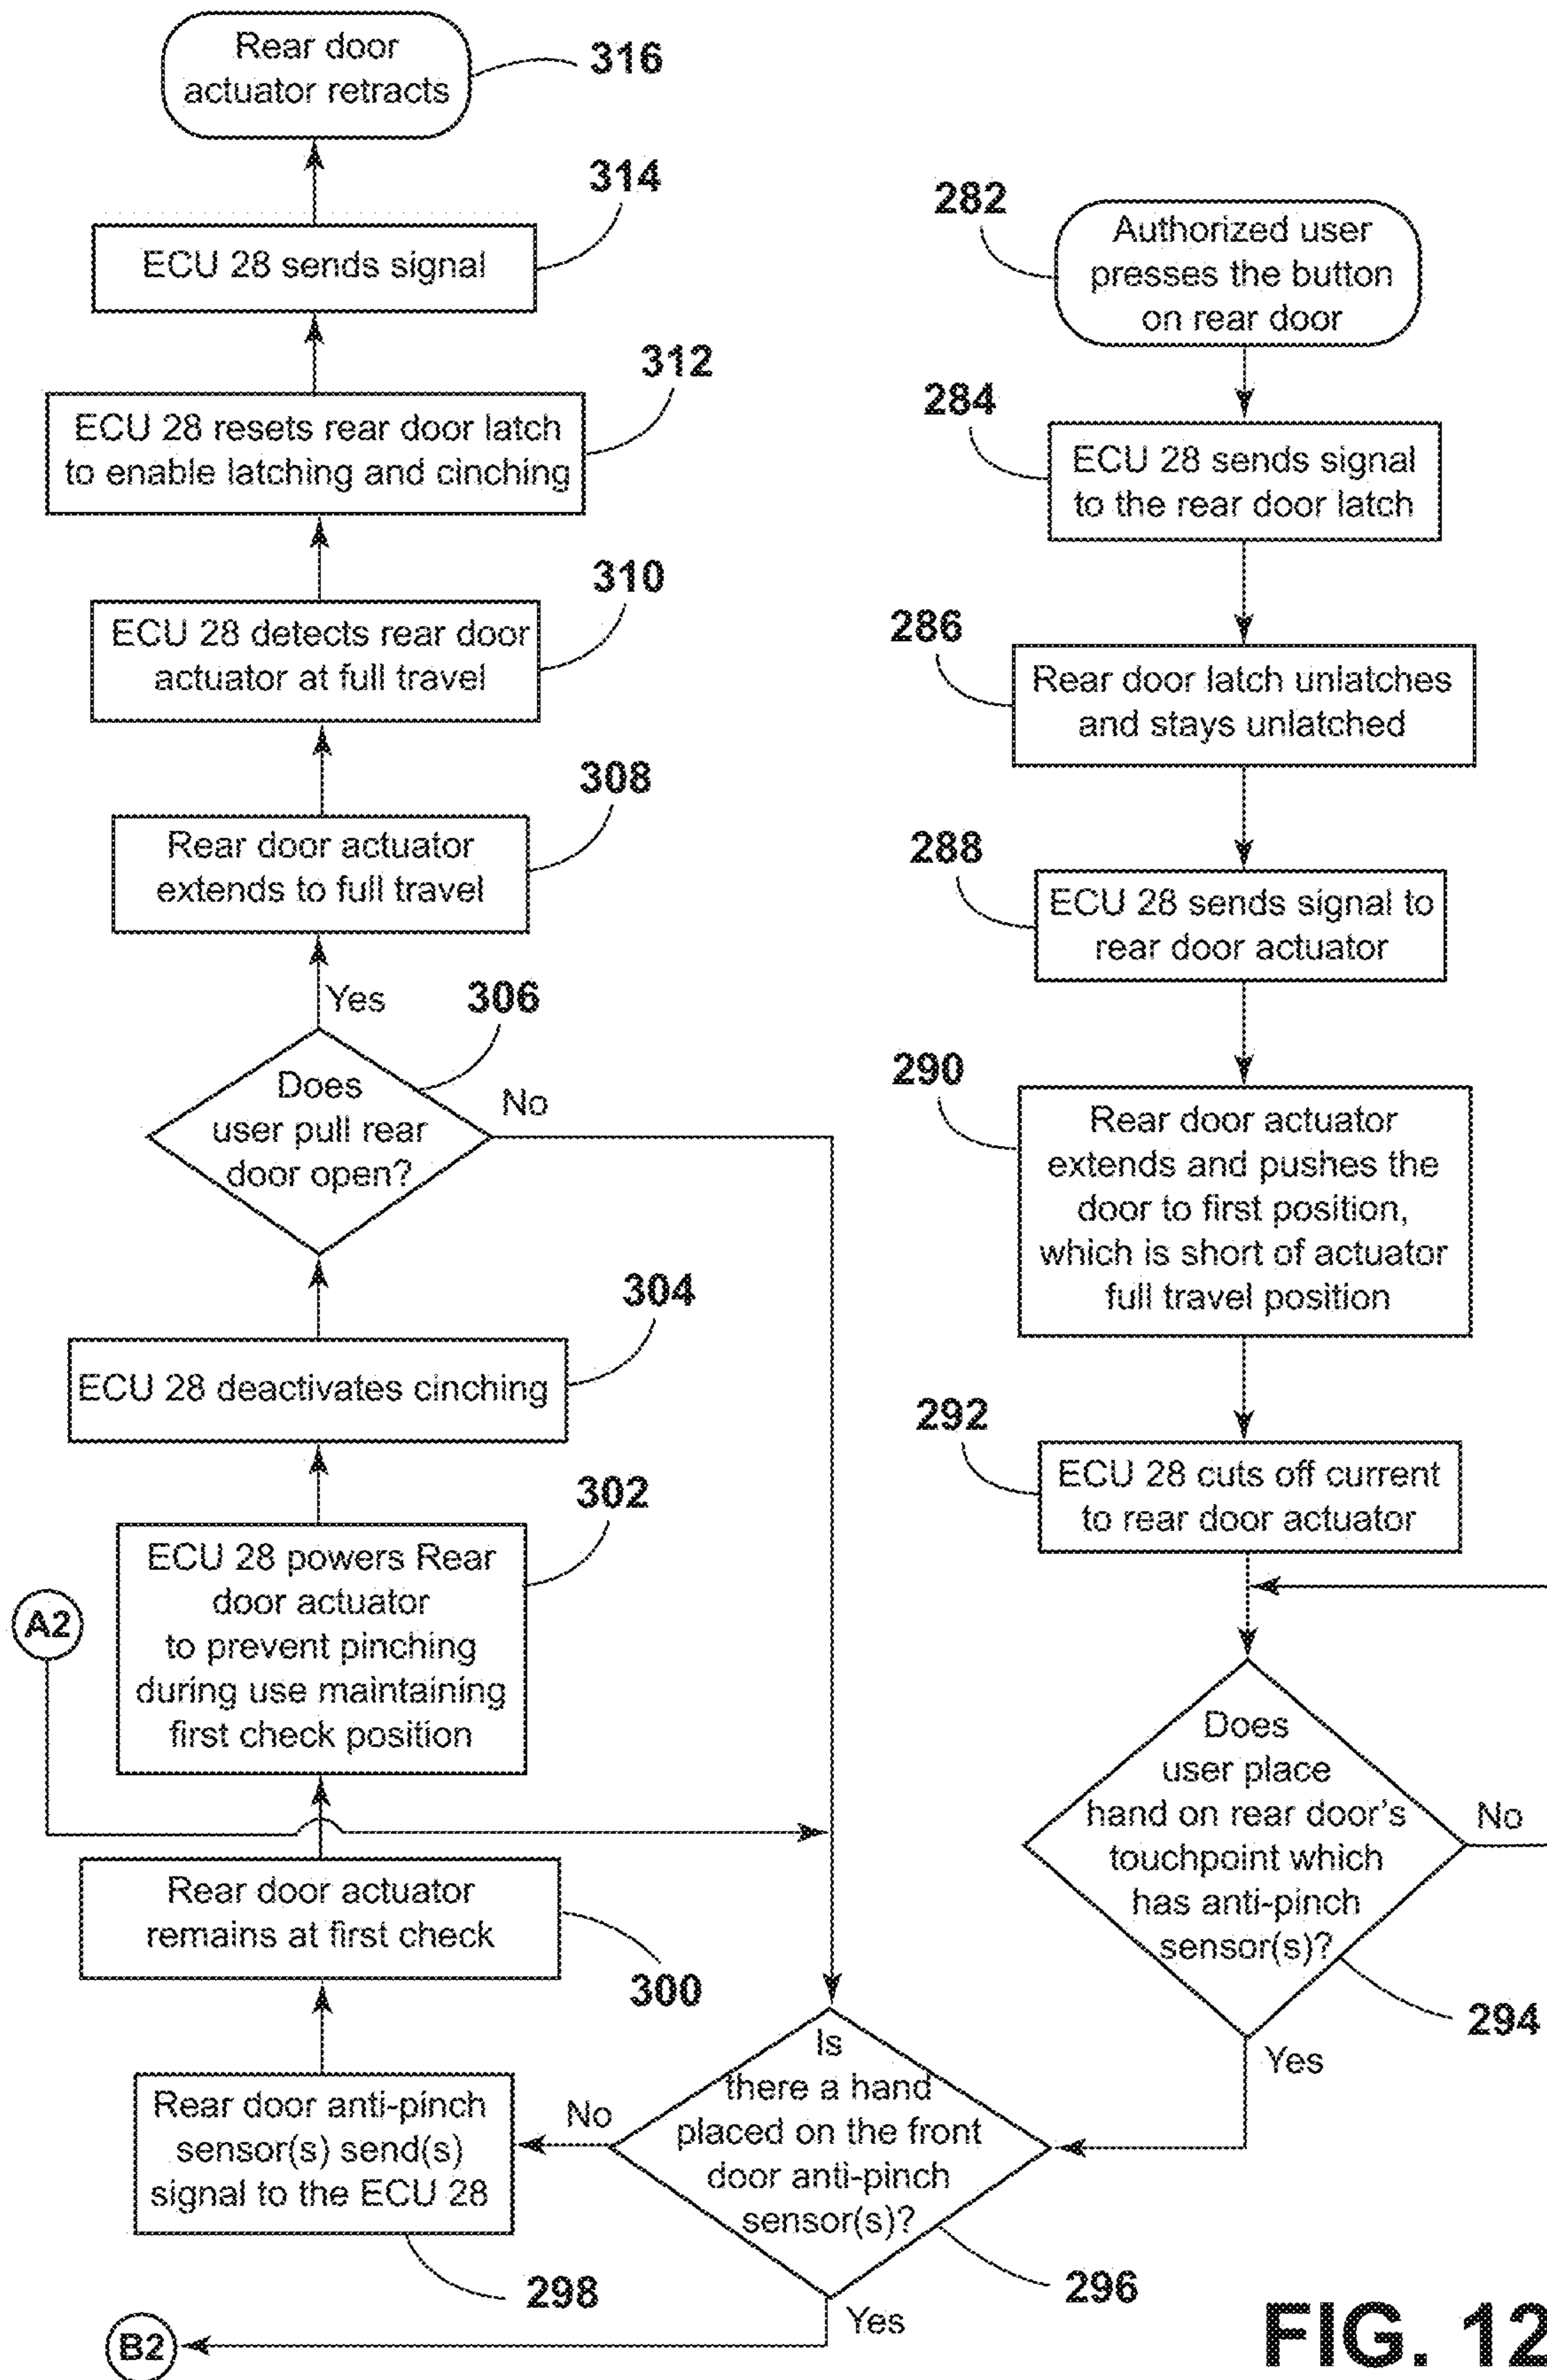 282
Authorized user
presses the button
on rear door
284
ECU 28 sends signal
to the rear door latch
286
Rear door latch unlatches
and stays unlatched
288
ECU 28 sends signal to
rear door actuator
290
Rear door actuator
extends and pushes the
door to first position,
which is short of actuator
full travel position
292
ECU 28 cuts off current
to rear door actuator
Does
user place
hand on rear door's
touchpoint which
has anti-pinch
sensor(s)?
No
294
Yes
Is
there a hand
placed on the front
door anti-pinch
sensor(s)?
296
No
Yes
B2
Rear door anti-pinch
sensor(s) send(s)
signal to the ECU 28
298
Rear door actuator
remains at first check
300
A2
ECU 28 powers Rear
door actuator
to prevent pinching
during use maintaining
first check position
302
ECU 28 deactivates cinching
304
Does
user pull rear
door open?
306
No
Yes
Rear door actuator
extends to full travel
308
ECU 28 detects rear door
actuator at full travel
310
ECU 28 resets rear door latch
to enable latching and cinching
312
ECU 28 sends signal
314
Rear door
actuator retracts
316
FIG. 12